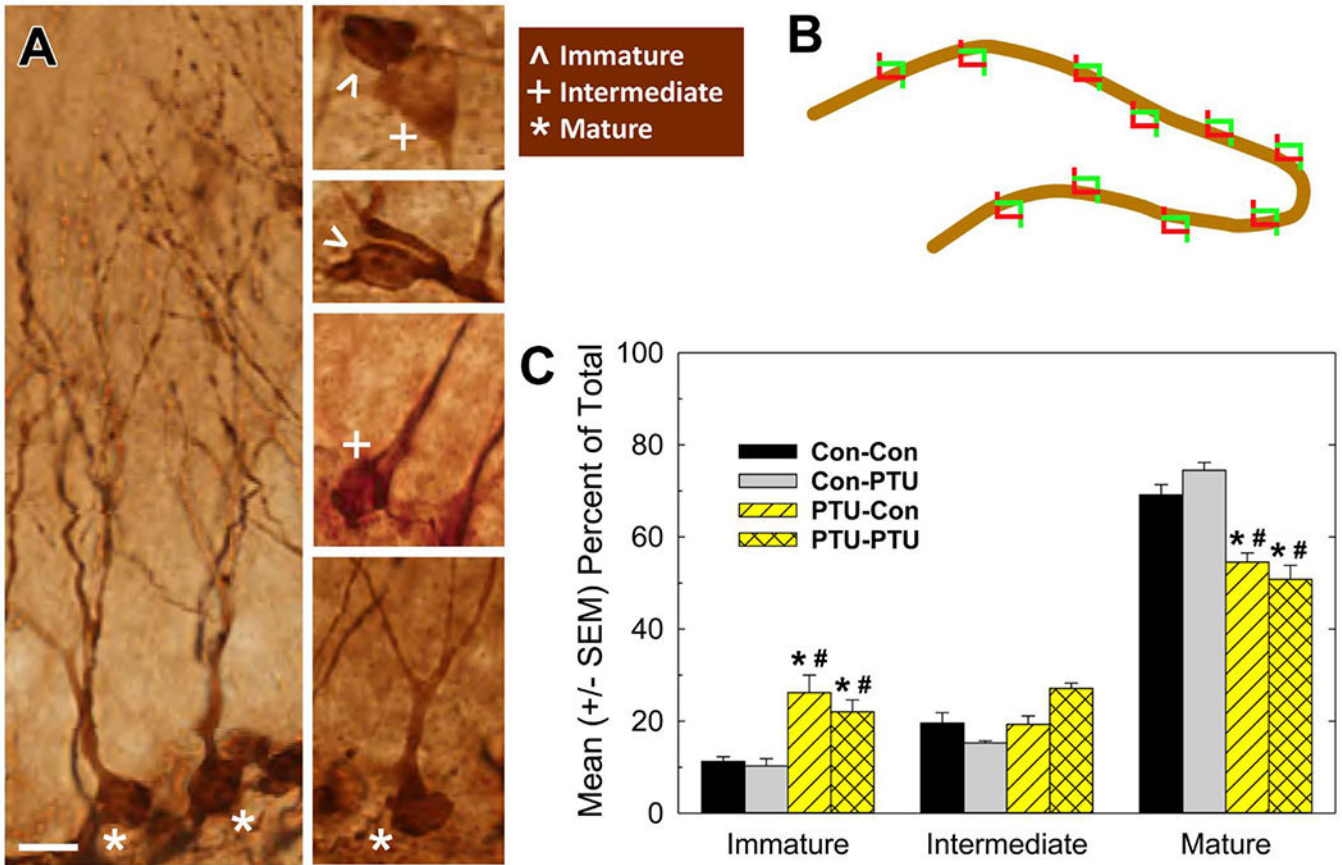 A
^ Immature
+ Intermediate
* Mature
^
+
^
+
*
*
*
B
C
Mean (+/- SEM) Percent of Total
100
80
60
40
20
0
Con-Con
Con-PTU
PTU-Con
PTU-PTU
* #
* #
* #
* #
Immature
Intermediate
Mature